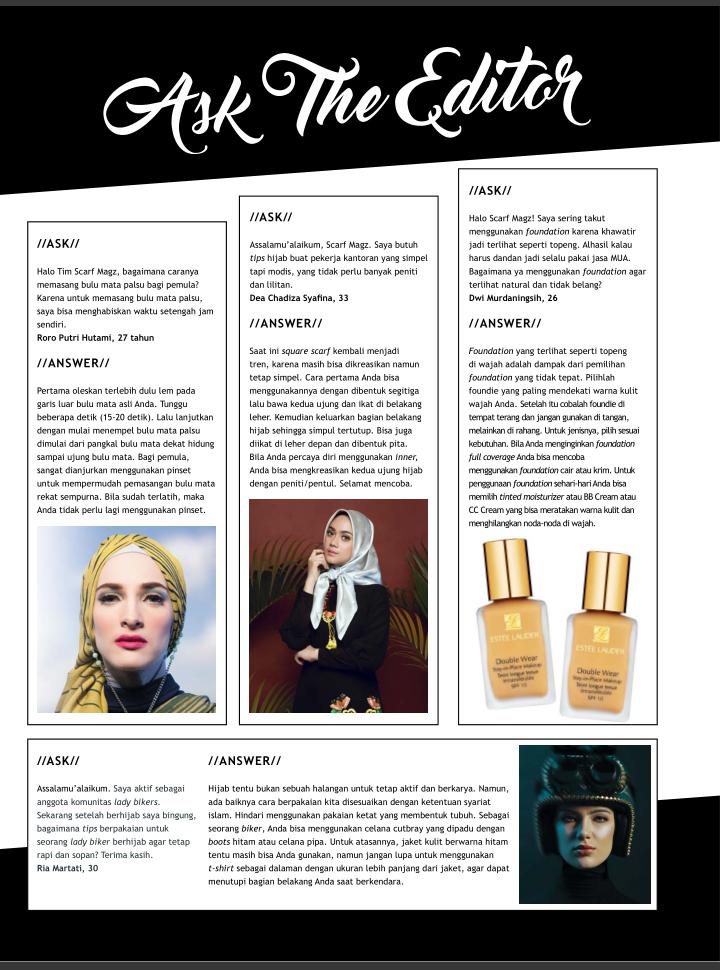 Ask The Editor
//ASK//
Halo Tim Scarf Magz, bagaimana caranya
memasang bulu mata palsu bagi pemula?
Karena untuk memasang bulu mata palsu,
saya bisa menghabiskan waktu setengah jam
sendiri.
Roro Putri Hutami, 27 tahun
//ANSWER//
Pertama oleskan terlebih dulu lem pada
garis luar bulu mata asli Anda. Tunggu
beberapa detik (15-20 detik). Lalu lanjutkan
dengan mulai menempel bulu mata palsu
dimulai dari pangkal bulu mata dekat hidung
sampai ujung bulu mata. Bagi pemula,
sangat dianjurkan menggunakan pinset
untuk mempermudah pemasangan bulu mata
rekat sempurna. Bila sudah terlatih, maka
Anda tidak perlu lagi menggunakan pinset.
//ASK//
Assalamu'alaikum, Scarf Magz. Saya butuh
tips hijab buat pekerja kantoran yang simpel
tapi modis, yang tidak perlu banyak peniti
dan lilitan.
Dea Chadiza Syafina, 33
//ANSWER//
Saat ini square scarf kembali menjadi
tren, karena masih bisa dikreasikan namun
tetap simpel. Cara pertama Anda bisa
menggunakannya dengan dibentuk segitiga
lalu bawa kedua ujung dan ikat di belakang
leher. Kemudian keluarkan bagian belakang
hijab sehingga simpul tertutup. Bisa juga
diikat di leher depan dan dibentuk pita.
Bila Anda percaya diri menggunakan inner,
Anda bisa mengkreasikan kedua ujung hijab
dengan peniti/pentul. Selamat mencoba.
//ASK//
Halo Scarf Magz! Saya sering takut
menggunakan foundation karena khawatir
jadi terlihat seperti topeng. Alhasil kalau
harus dandan jadi selalu pakai jasa MUA.
Bagaimana ya menggunakan foundation agar
terlihat natural dan tidak belang?
Dwi Murdaningsih, 26
//ANSWER//
Foundation yang terlihat seperti topeng
di wajah adalah dampak dari pemilihan
foundation yang tidak tepat. Pilihlah
foundie yang paling mendekati warna kulit
wajah Anda. Setelah itu cobalah foundie di
tempat terang dan jangan gunakan di tangan,
melainkan di rahang. Untuk jenisnya, pilih sesuai
kebutuhan. Bila Anda menginginkan foundation
full coverage Anda bisa mencoba
menggunakan foundation cair atau krim. Untuk
penggunaan foundation sehari-hari Anda bisa
memilih tinted moisturizer atau BB Cream atau
CC Cream yang bisa meratakan warna kulit dan
menghilangkan noda-noda di wajah.
ESTĒE LAUDER
Double Wear
Stay-in-Place Makeup
SPF 10
ESTĒE LAUDER
Double Wear
Stay-in-Place Makeup
SPF 10
//ASK//
Assalamu'alaikum. Saya aktif sebagai
anggota komunitas lady bikers.
Sekarang setelah berhijab saya bingung,
bagaimana tips berpakaian untuk
seorang lady biker berhijab agar tetap
rapi dan sopan? Terima kasih.
Ria Martati, 30
//ANSWER//
Hijab tentu bukan sebuah halangan untuk tetap aktif dan berkarya. Namun,
ada baiknya cara berpakaian kita disesuaikan dengan ketentuan syariat
islam. Hindari menggunakan pakaian ketat yang membentuk tubuh. Sebagai
seorang biker, Anda bisa menggunakan celana cutbray yang dipadu dengan
boots hitam atau celana pipa. Untuk atasannya, jaket kulit berwarna hitam
tentu masih bisa Anda gunakan, namun jangan lupa untuk menggunakan
t-shirt sebagai dalaman dengan ukuran lebih panjang dari jaket, agar dapat
menutupi bagian belakang Anda saat berkendara.